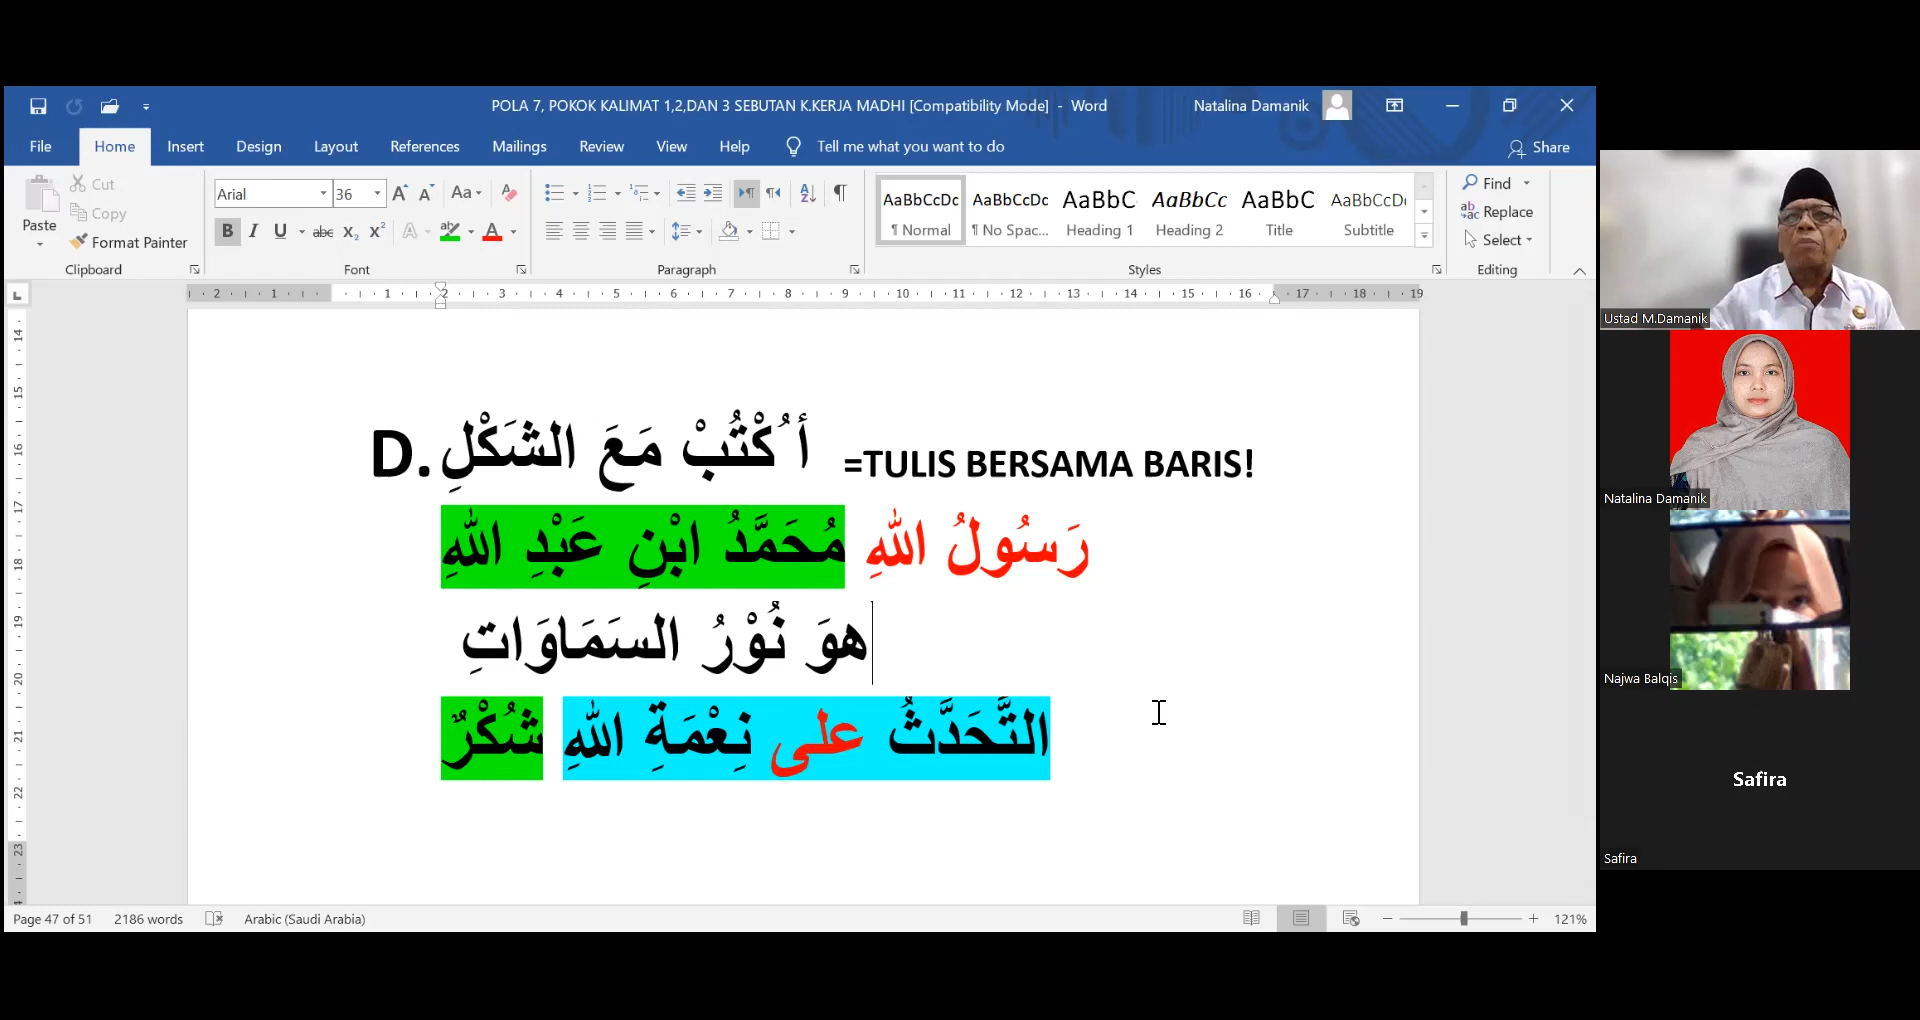 POLA 7, POKOK KALIMAT 1,2,DAN 3 SEBUTAN K.KERJA MADHI [Compatibility Mode] - Word
Natalina Damanik
File Home Insert Design Layout References Mailings Review View Help Tell me what you want to do Share
Paste Cut Copy Format Painter
Clipboard
Arial 36
Font
Paragraph
AaBbCcDc AaBbCcDc AaBbC AaBbCc AaBbC AaBbCcDı
¶ Normal ¶ No Spac... Heading 1 Heading 2 Title Subtitle
Styles
Find
Replace
Select
Editing
D. أ ُكْتُبْ مَعَ الشَكْلِ =TULIS BERSAMA BARIS!
رَسُولُ اللهِ مُحَمَّدُ ابْنِ عَبْدِ اللهِ
هوَ نُوْرُ السَمَاوَاتِ
التَّحَدَّثُ على نِعْمَةِ اللهِ شُكْرٌ
Page 47 of 51 2186 words Arabic (Saudi Arabia) 121%
Ustad M.Damanik
Natalina Damanik
Najwa Balqis
Safira
Safira